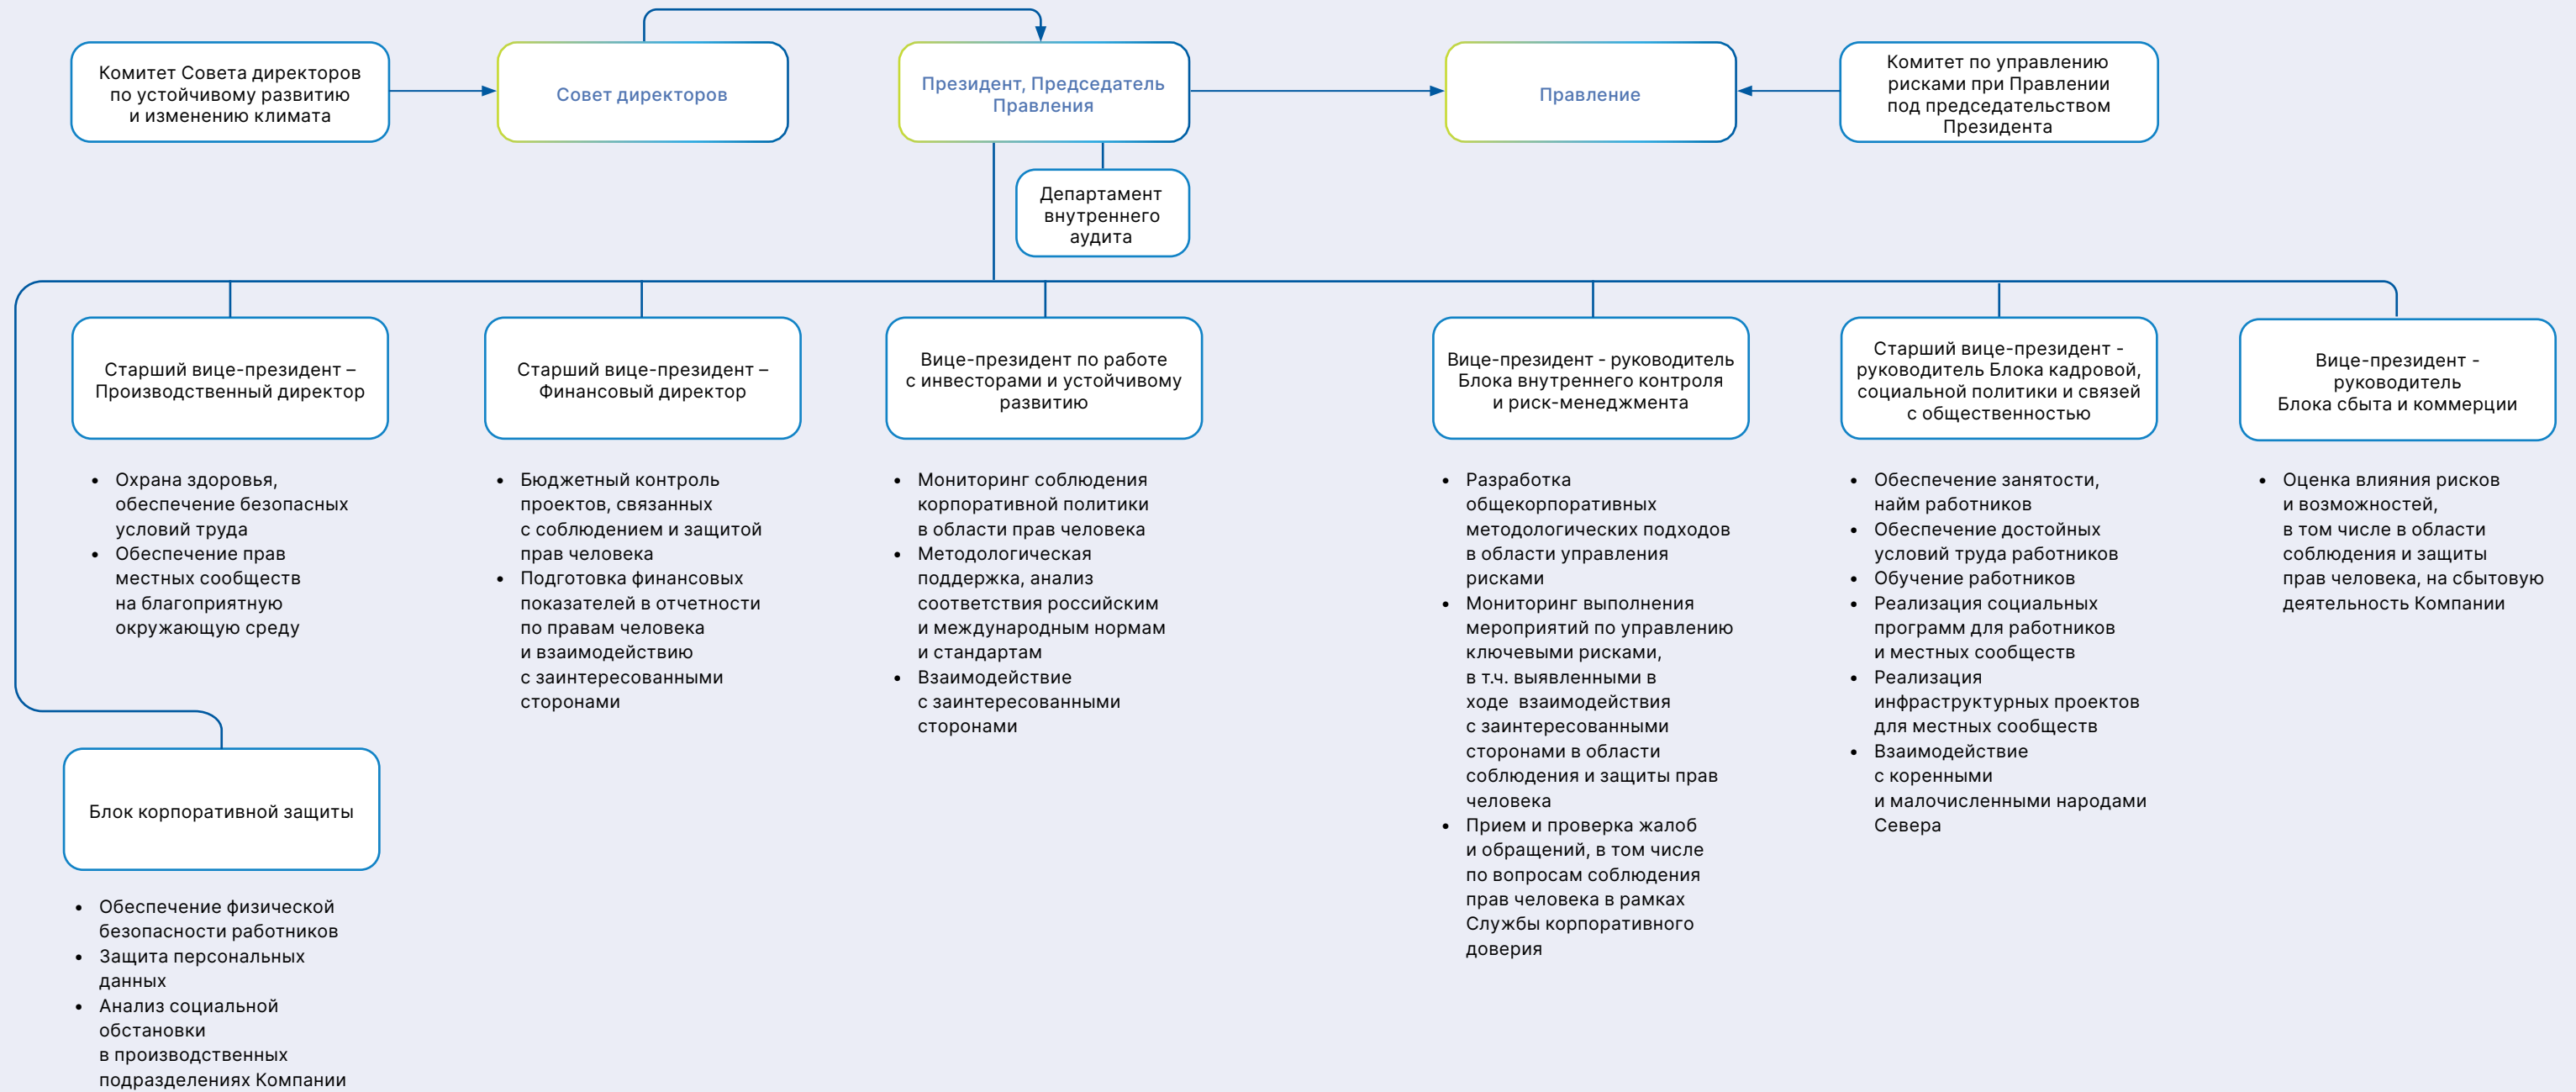 Комитет Совета директоров
по устойчивому развитию
и изменению климата
Совет директоров
Президент, Председатель
Правления
Правление
Комитет по управлению
рисками при Правлении
под председательством
Президента
Департамент
внутреннего
аудита
Старший вице-президент –
Производственный директор
• Охрана здоровья,
обеспечение безопасных
условий труда
• Обеспечение прав
местных сообществ
на благоприятную
окружающую среду
Старший вице-президент –
Финансовый директор
• Бюджетный контроль
проектов, связанных
с соблюдением и защитой
прав человека
• Подготовка финансовых
показателей в отчетности
по правам человека
и взаимодействию
с заинтересованными
сторонами
Вице-президент по работе
с инвесторами и устойчивому
развитию
• Мониторинг соблюдения
корпоративной политики
в области прав человека
• Методологическая
поддержка, анализ
соответствия российским
и международным нормам
и стандартам
• Взаимодействие
с заинтересованными
сторонами
Вице-президент - руководитель
Блока внутреннего контроля
и риск-менеджмента
• Разработка
общекорпоративных
методологических подходов
в области управления
рисками
• Мониторинг выполнения
мероприятий по управлению
ключевыми рисками,
в т.ч. выявленными в
ходе взаимодействия
с заинтересованными
сторонами в области
соблюдения и защиты прав
человека
• Прием и проверка жалоб
и обращений, в том числе
по вопросам соблюдения
прав человека в рамках
Службы корпоративного
доверия
Старший вице-президент -
руководитель Блока кадровой,
социальной политики и связей
с общественностью
• Обеспечение занятости,
найм работников
• Обеспечение достойных
условий труда работников
• Обучение работников
• Реализация социальных
программ для работников
и местных сообществ
• Реализация
инфраструктурных проектов
для местных сообществ
• Взаимодействие
с коренными
и малочисленными народами
Севера
Вице-президент -
руководитель
Блока сбыта и коммерции
• Оценка влияния рисков
и возможностей,
в том числе в области
соблюдения и защиты
прав человека, на сбытовую
деятельность Компании
Блок корпоративной защиты
• Обеспечение физической
безопасности работников
• Защита персональных
данных
• Анализ социальной
обстановки
в производственных
подразделениях Компании